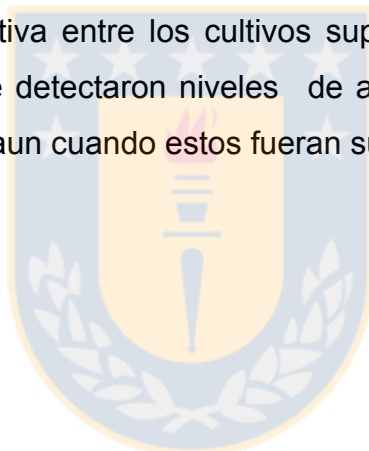 tiva entre los cultivos sup
e detectaron niveles de a
aun cuando estos fueran su